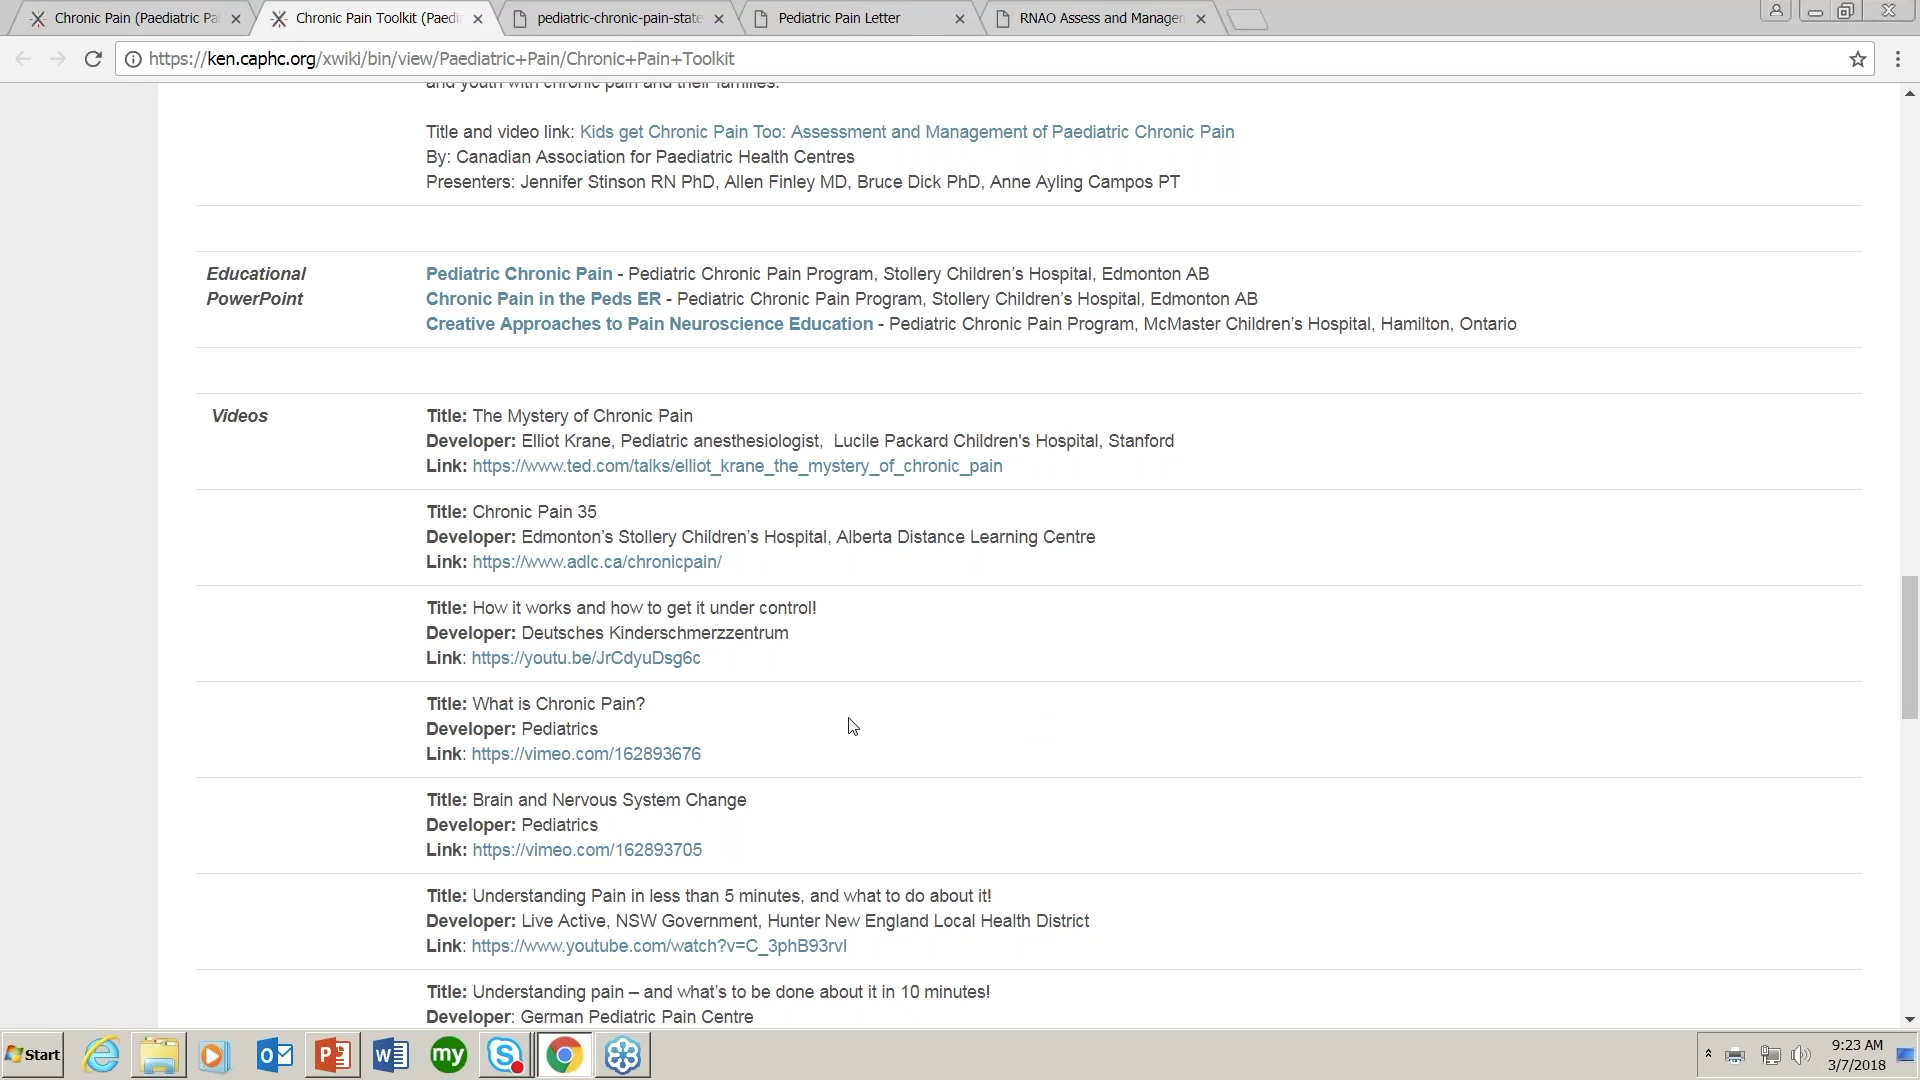 Chronic Pain (Paediatric Pai
Chronic Pain Toolkit (Paedi
pediatric-chronic-pain-state
Pediatric Pain Letter
RNAO Assess and Managem
https://ken.caphc.org/xwiki/bin/view/Paediatric+Pain/Chronic+Pain+Toolkit
and youth with chronic pain and their families.
Title and video link: Kids get Chronic Pain Too: Assessment and Management of Paediatric Chronic Pain
By: Canadian Association for Paediatric Health Centres
Presenters: Jennifer Stinson RN PhD, Allen Finley MD, Bruce Dick PhD, Anne Ayling Campos PT
Educational
PowerPoint
Pediatric Chronic Pain - Pediatric Chronic Pain Program, Stollery Children’s Hospital, Edmonton AB
Chronic Pain in the Peds ER - Pediatric Chronic Pain Program, Stollery Children’s Hospital, Edmonton AB
Creative Approaches to Pain Neuroscience Education - Pediatric Chronic Pain Program, McMaster Children’s Hospital, Hamilton, Ontario
Videos
Title: The Mystery of Chronic Pain
Developer: Elliot Krane, Pediatric anesthesiologist, Lucile Packard Children's Hospital, Stanford
Link: https://www.ted.com/talks/elliot_krane_the_mystery_of_chronic_pain
Title: Chronic Pain 35
Developer: Edmonton’s Stollery Children’s Hospital, Alberta Distance Learning Centre
Link: https://www.adlc.ca/chronicpain/
Title: How it works and how to get it under control!
Developer: Deutsches Kinderschmerzzentrum
Link: https://youtu.be/JrCdyuDsg6c
Title: What is Chronic Pain?
Developer: Pediatrics
Link: https://vimeo.com/162893676
Title: Brain and Nervous System Change
Developer: Pediatrics
Link: https://vimeo.com/162893705
Title: Understanding Pain in less than 5 minutes, and what to do about it!
Developer: Live Active, NSW Government, Hunter New England Local Health District
Link: https://www.youtube.com/watch?v=C_3phB93rvI
Title: Understanding pain – and what’s to be done about it in 10 minutes!
Developer: German Pediatric Pain Centre
Start
my
9:23 AM
3/7/2018